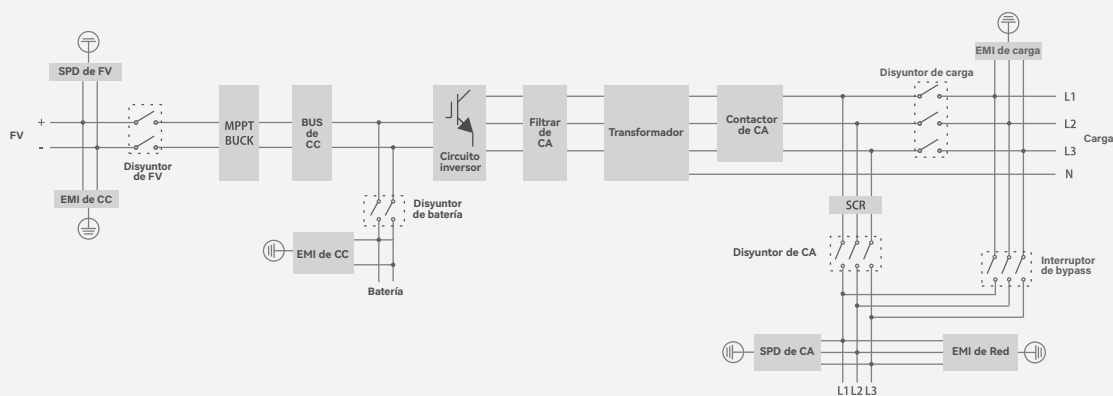 EMI de carga
SPD de FV
Disyuntor de carga
L1
FV
+
-
MPPT
BUCK
BUS
de
CC
Circuito
inversor
Filtrar
de
CA
Transformador
Contactor
de CA
L2
L3
Carga
N
Disyuntor
de FV
EMI de CC
Disyuntor
de batería
SCR
EMI de CC
Disyuntor de CA
Interruptor
de bypass
Batería
SPD de CA
EMI de Red
L1 L2 L3